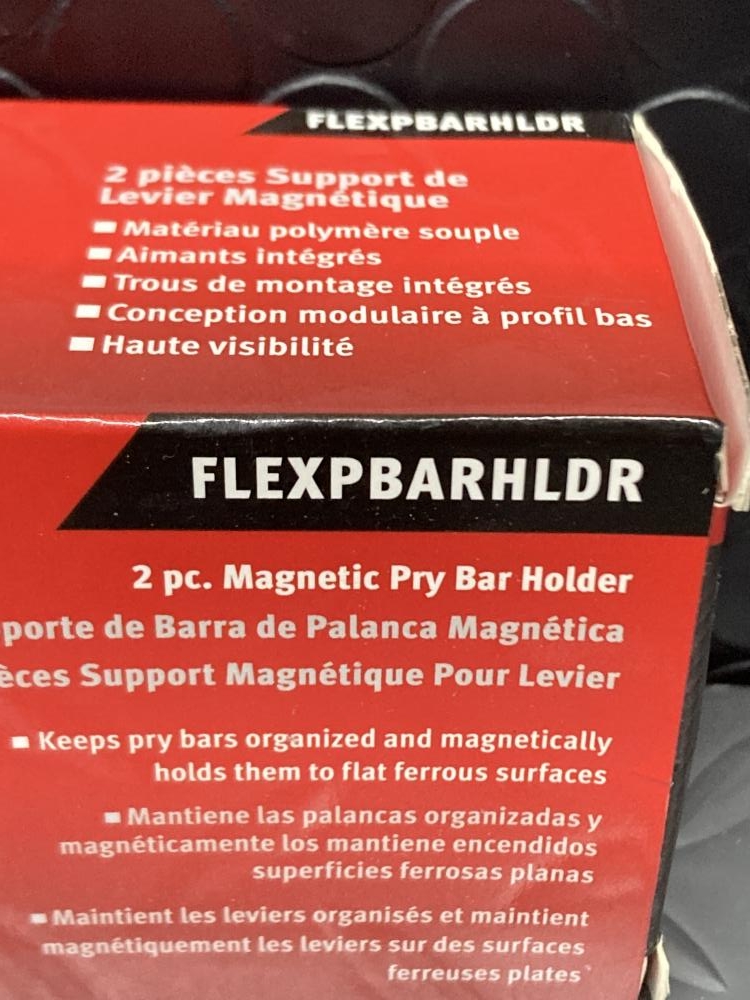 FLEXPBARHLDR
2 pièces Support de
Levier Magnétique
Matériau polymère souple
Aimants intégrés
Trous de montage intégrés
Conception modulaire à profil bas
Haute visibilité
FLEXPBARHLDR
2 pc. Magnetic Pry Bar Holder
porte de Barra de Palanca Magnética
èces Support Magnétique Pour Levier
Keeps pry bars organized and magnetically
holds them to flat ferrous surfaces
Mantiene las palancas organizadas y
magnéticamente los mantiene encendidos
superficies ferrosas planas
Maintient les leviers organisés et maintient
magnétiquement les leviers sur des surfaces
ferreuses plates